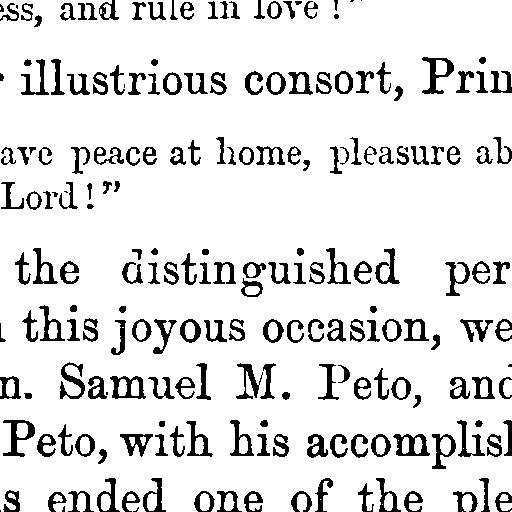 ess, and rule in love!"
illustrious consort, Prin
ave peace at home, pleasure ab
Lord!"
the distinguished per
this joyous occasion, we
n. Samuel M. Peto, and
Peto, with his accomplish
s ended one of the ple